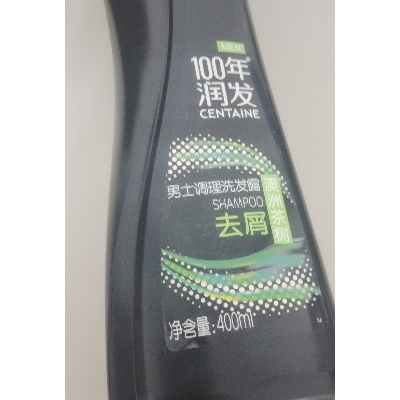 MEN
100年
润发
CENTAINE
男士调理洗发露
SHAMPOO
去屑
澳洲茶树
净含量:400ml